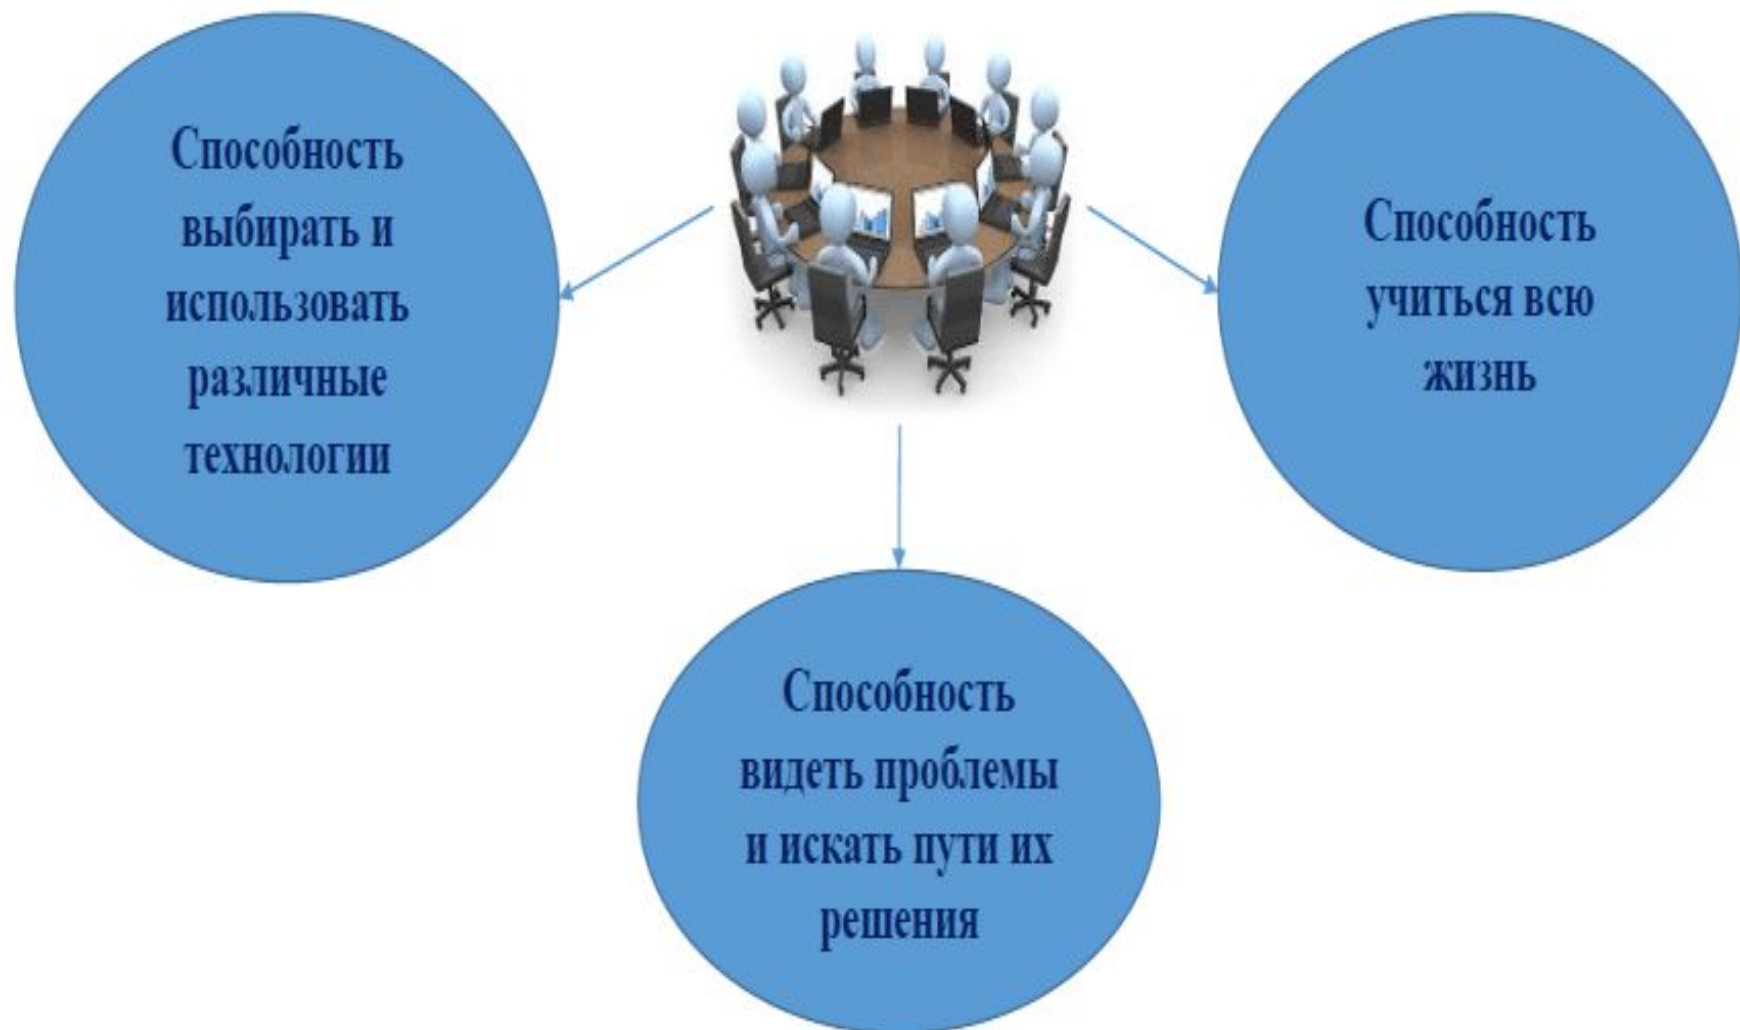 Способность
выбирать и
использовать
различные
технологии
Способность
учиться всю
жизнь
Способность
видеть проблемы
и искать пути их
решения